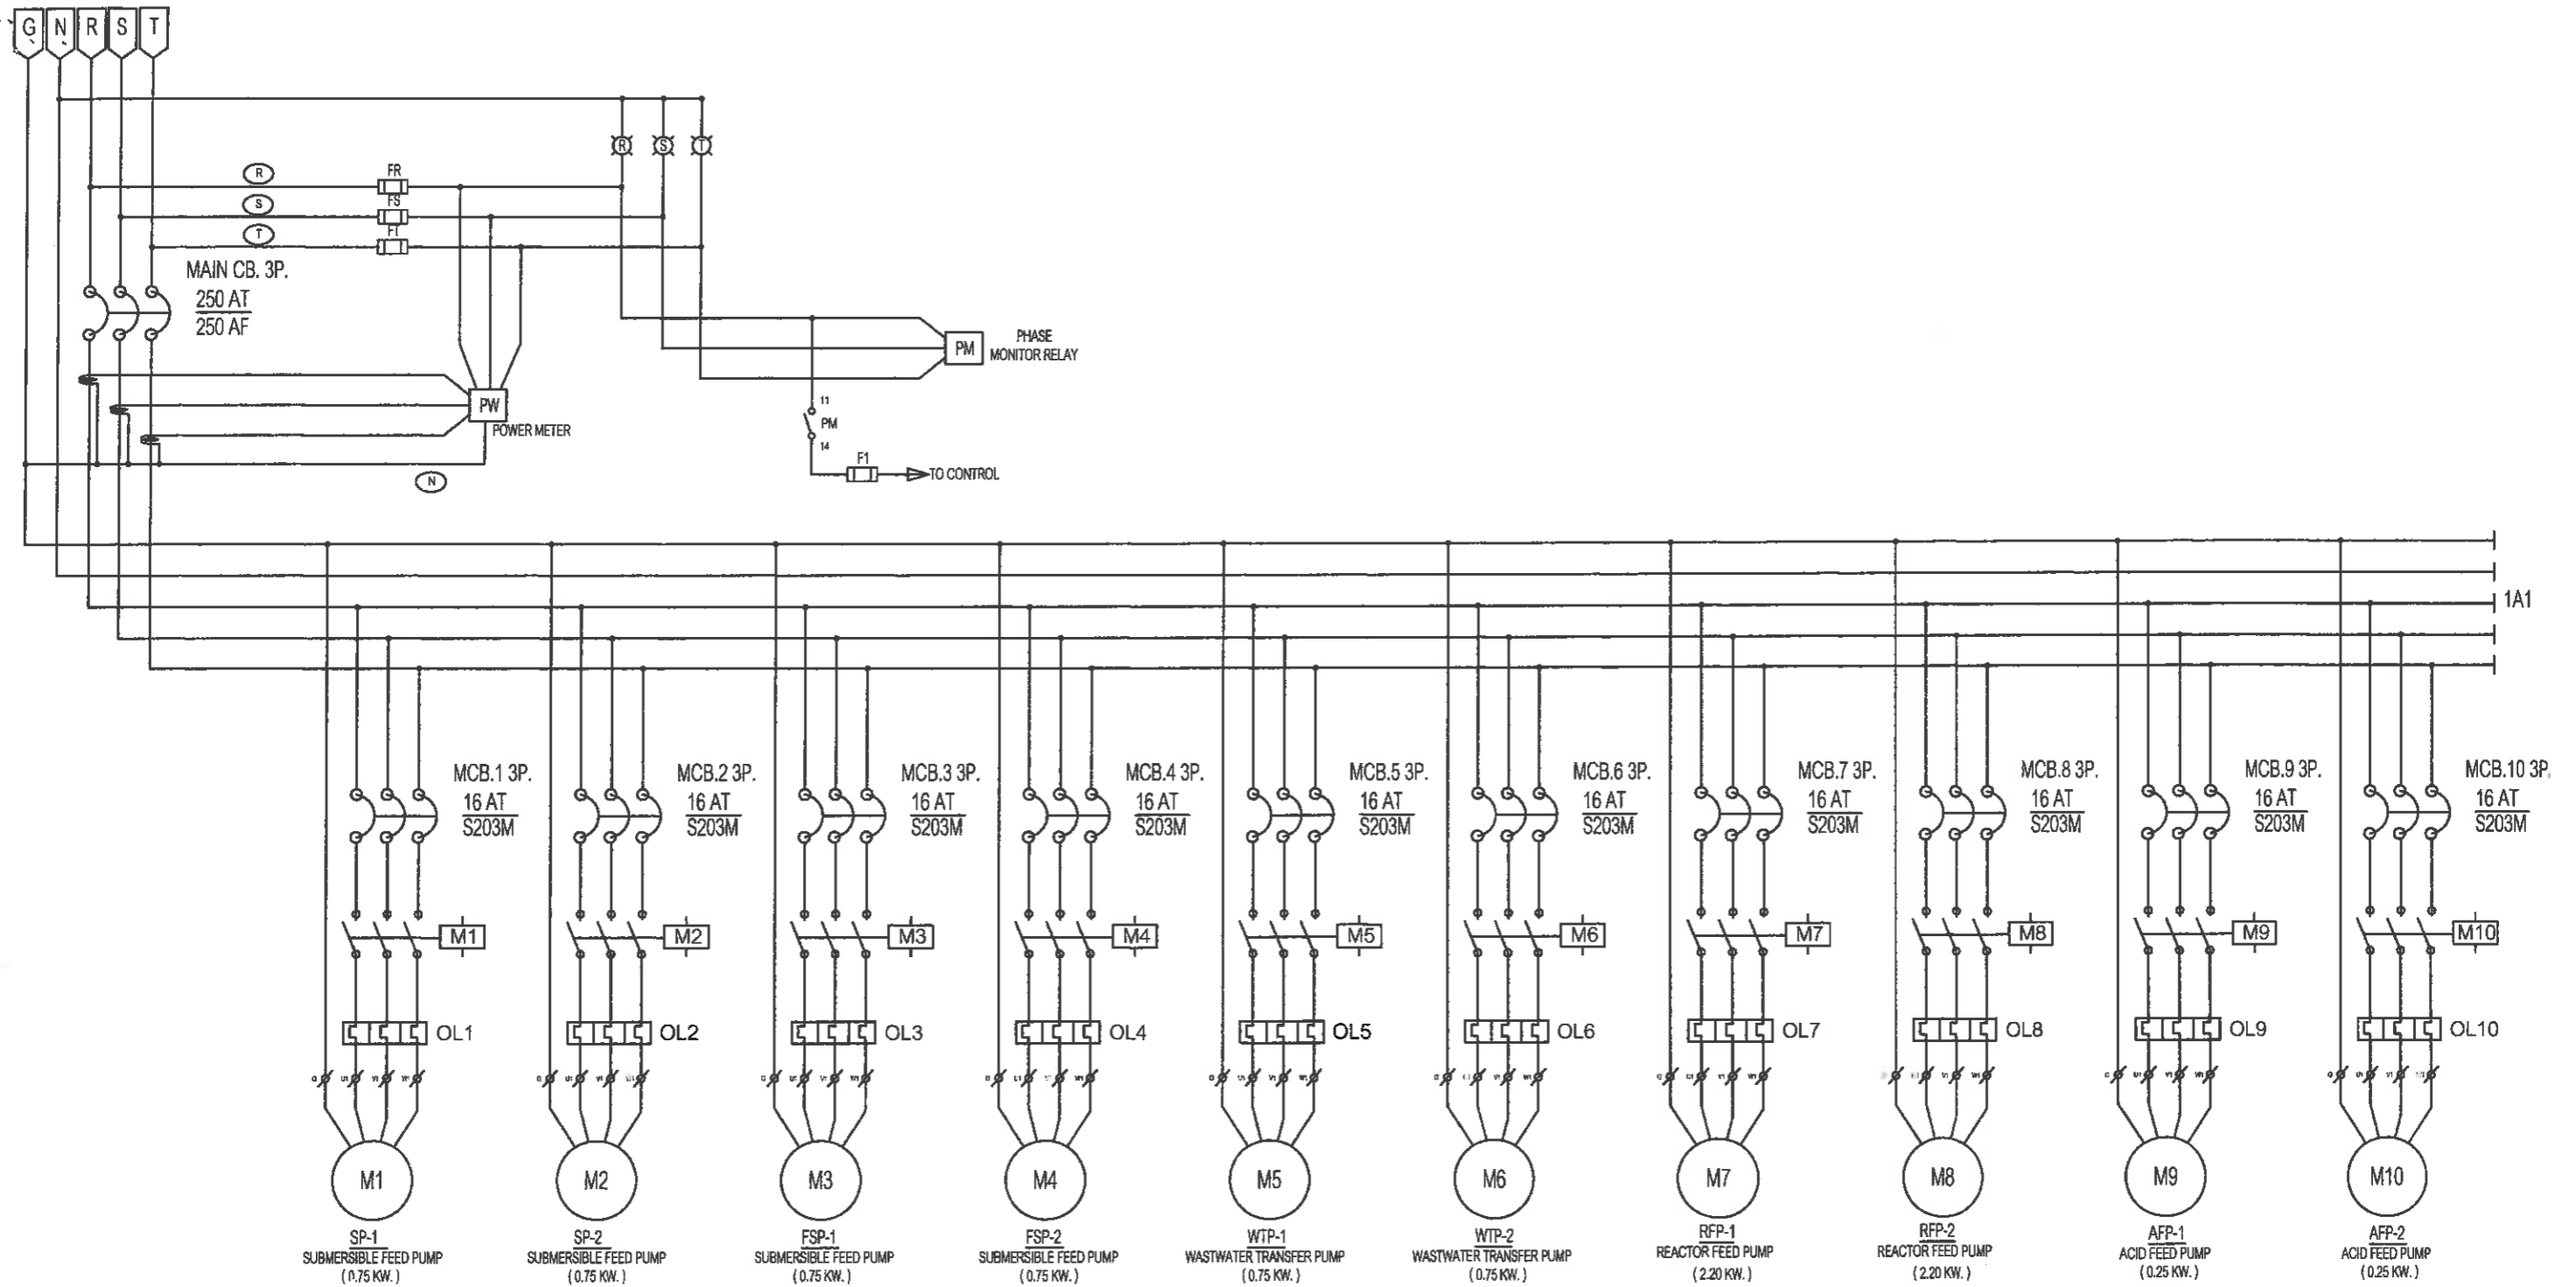 G N R S T
R S T
R FR
S FS
T FT
MAIN CB. 3P.
250 AT
250 AF
PM
PHASE
MONITOR RELAY
PW
POWER METER
11
PM
14
N
F1
TO CONTROL
1A1
MCB.1 3P.
16 AT
S203M
MCB.2 3P.
16 AT
S203M
MCB.3 3P.
16 AT
S203M
MCB.4 3P.
16 AT
S203M
MCB.5 3P.
16 AT
S203M
MCB.6 3P.
16 AT
S203M
MCB.7 3P.
16 AT
S203M
MCB.8 3P.
16 AT
S203M
MCB.9 3P.
16 AT
S203M
MCB.10 3P.
16 AT
S203M
M1 M2 M3 M4 M5 M6 M7 M8 M9 M10
OL1 OL2 OL3 OL4 OL5 OL6 OL7 OL8 OL9 OL10
M1 M2 M3 M4 M5 M6 M7 M8 M9 M10
SP-1
SUBMERSIBLE FEED PUMP
( 0.75 KW. )
SP-2
SUBMERSIBLE FEED PUMP
( 0.75 KW. )
FSP-1
SUBMERSIBLE FEED PUMP
( 0.75 KW. )
FSP-2
SUBMERSIBLE FEED PUMP
( 0.75 KW. )
WTP-1
WASTWATER TRANSFER PUMP
( 0.75 KW. )
WTP-2
WASTWATER TRANSFER PUMP
( 0.75 KW. )
RFP-1
REACTOR FEED PUMP
( 2.20 KW. )
RFP-2
REACTOR FEED PUMP
( 2.20 KW. )
AFP-1
ACID FEED PUMP
( 0.25 KW. )
AFP-2
ACID FEED PUMP
( 0.25 KW. )